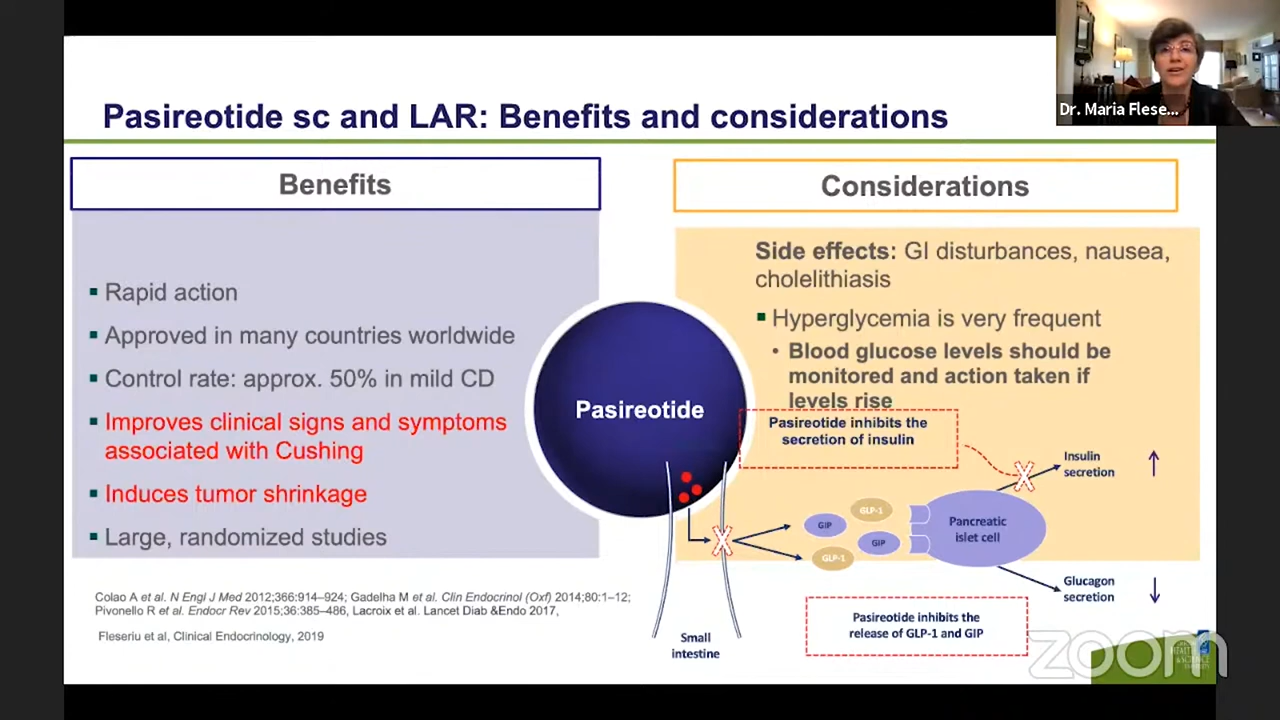 Dr. Maria Flese...
Pasireotide sc and LAR: Benefits and considerations
Benefits
▪ Rapid action
▪ Approved in many countries worldwide
▪ Control rate: approx. 50% in mild CD
▪ Improves clinical signs and symptoms
associated with Cushing
▪ Induces tumor shrinkage
▪ Large, randomized studies
Pasireotide
Considerations
Side effects: GI disturbances, nausea,
cholelithiasis
▪ Hyperglycemia is very frequent
• Blood glucose levels should be
monitored and action taken if
levels rise
Pasireotide inhibits the
secretion of insulin
Insulin
secretion
GLP-1
GIP
GIP
GLP-1
Pancreatic
islet cell
Glucagon
secretion
Pasireotide inhibits the
release of GLP-1 and GIP
Small
intestine
Colao A et al. N Engl J Med 2012;366:914–924; Gadelha M et al. Clin Endocrinol (Oxf) 2014;80:1–12;
Pivonello R et al. Endocr Rev 2015;36:385–486, Lacroix et al. Lancet Diab &Endo 2017,
Fleseriu et al, Clinical Endocrinology, 2019
zoom